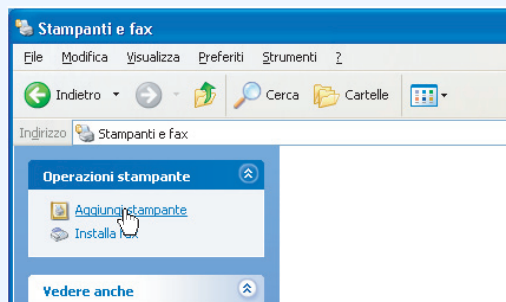 Stampanti e fax
File Modifica Visualizza Preferiti Strumenti ?
Indietro Cerca Cartelle
Indirizzo Stampanti e fax
Operazioni stampante
Aggiungi stampante
Installa fax
Vedere anche